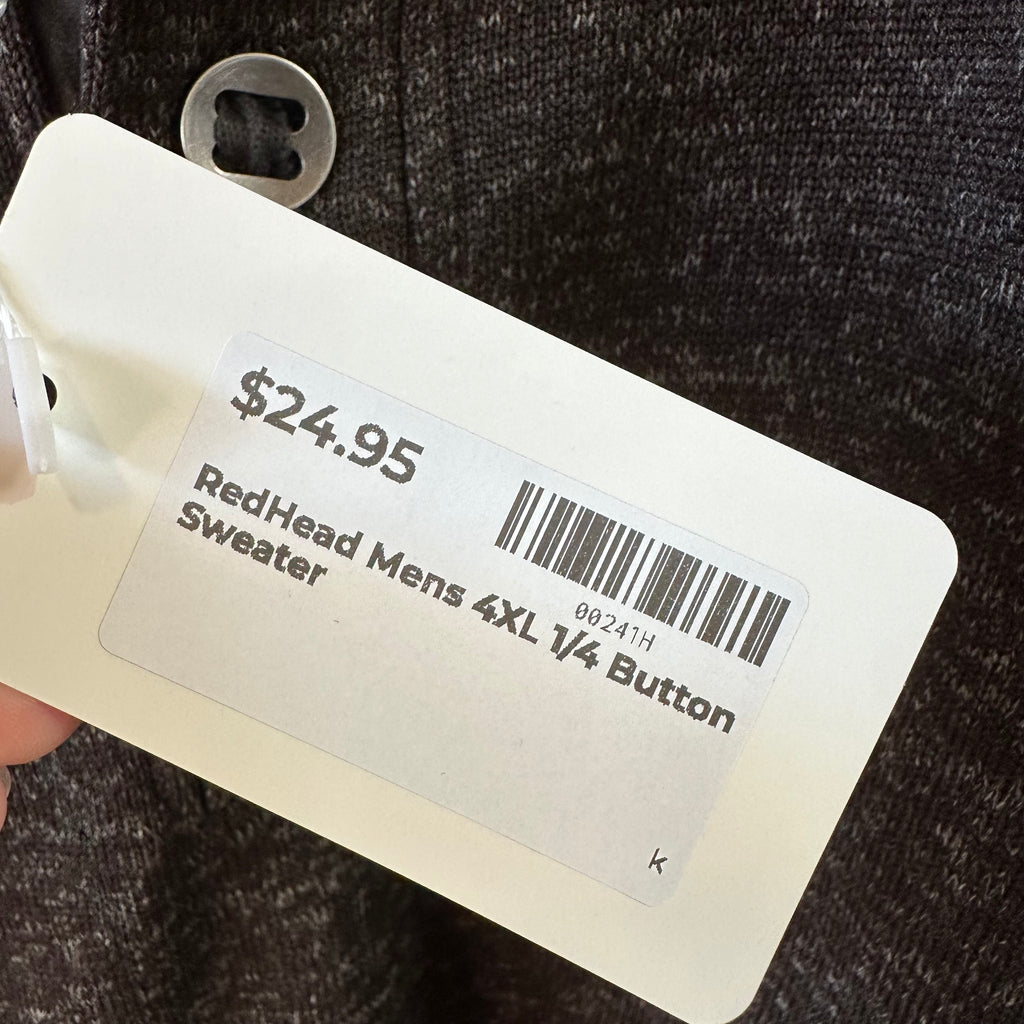 $24.95
00241H
RedHead Mens 4XL 1/4 Button
Sweater
k